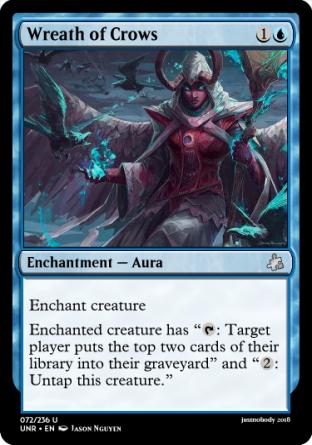 Wreath of Crows 1
Enchantment — Aura
Enchant creature
Enchanted creature has “: Target
player puts the top two cards of their
library into their graveyard” and “2:
Untap this creature.”
072/236 U
UNR • EN Jason Nguyen
justnobody 2018